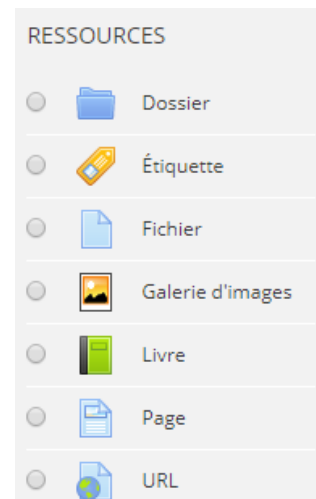 RESSOURCES
Dossier
Étiquette
Fichier
Galerie d'images
Livre
Page
URL